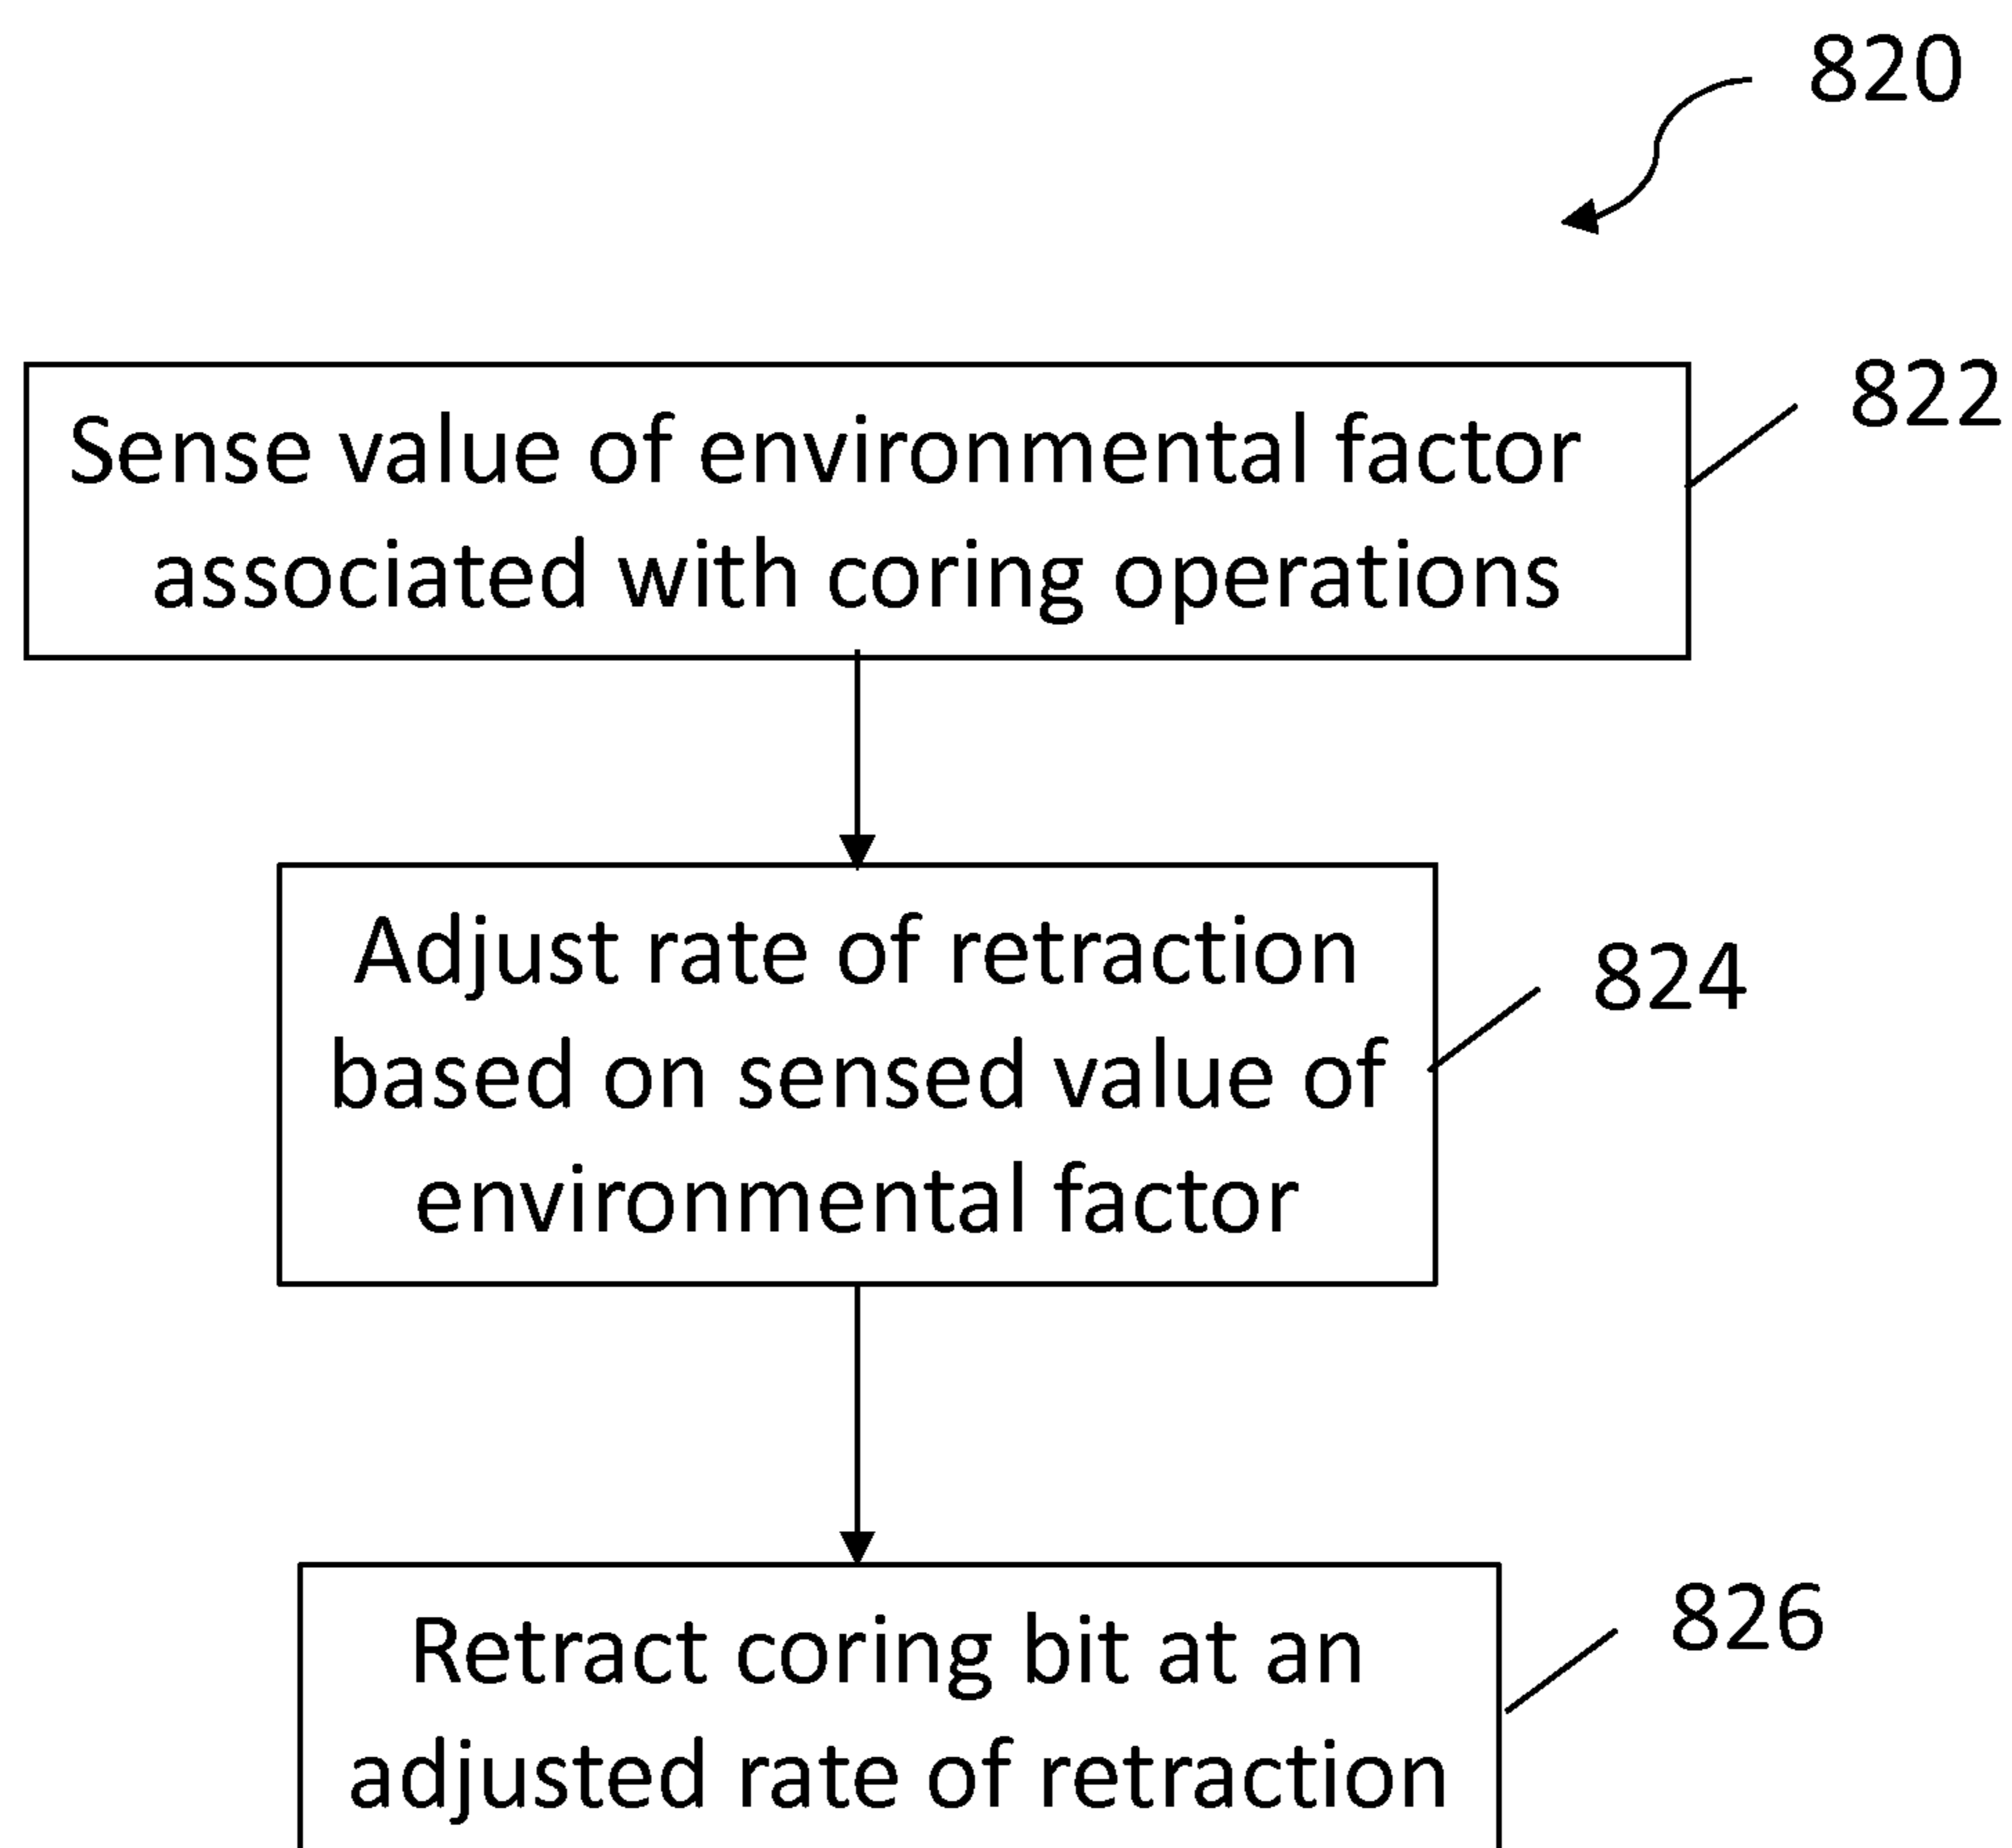 820
822
Sense value of environmental factor
associated with coring operations
824
Adjust rate of retraction
based on sensed value of
environmental factor
826
Retract coring bit at an
adjusted rate of retraction